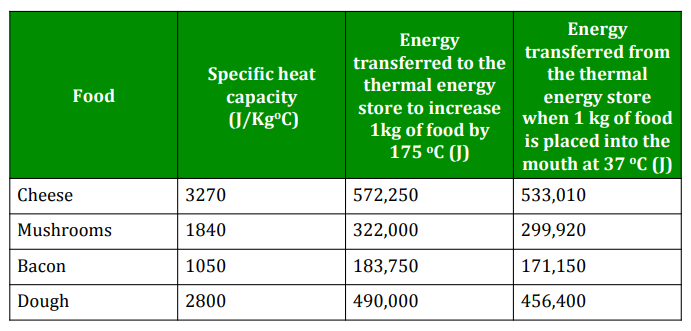 Food
Specific heat
capacity
(J/Kg⁰C)
Energy
transferred to the
thermal energy
store to increase
1kg of food by
175 ⁰C (J)
Energy
transferred from
the thermal
energy store
when 1 kg of food
is placed into the
mouth at 37 ⁰C (J)
Cheese 3270 572,250 533,010
Mushrooms 1840 322,000 299,920
Bacon 1050 183,750 171,150
Dough 2800 490,000 456,400